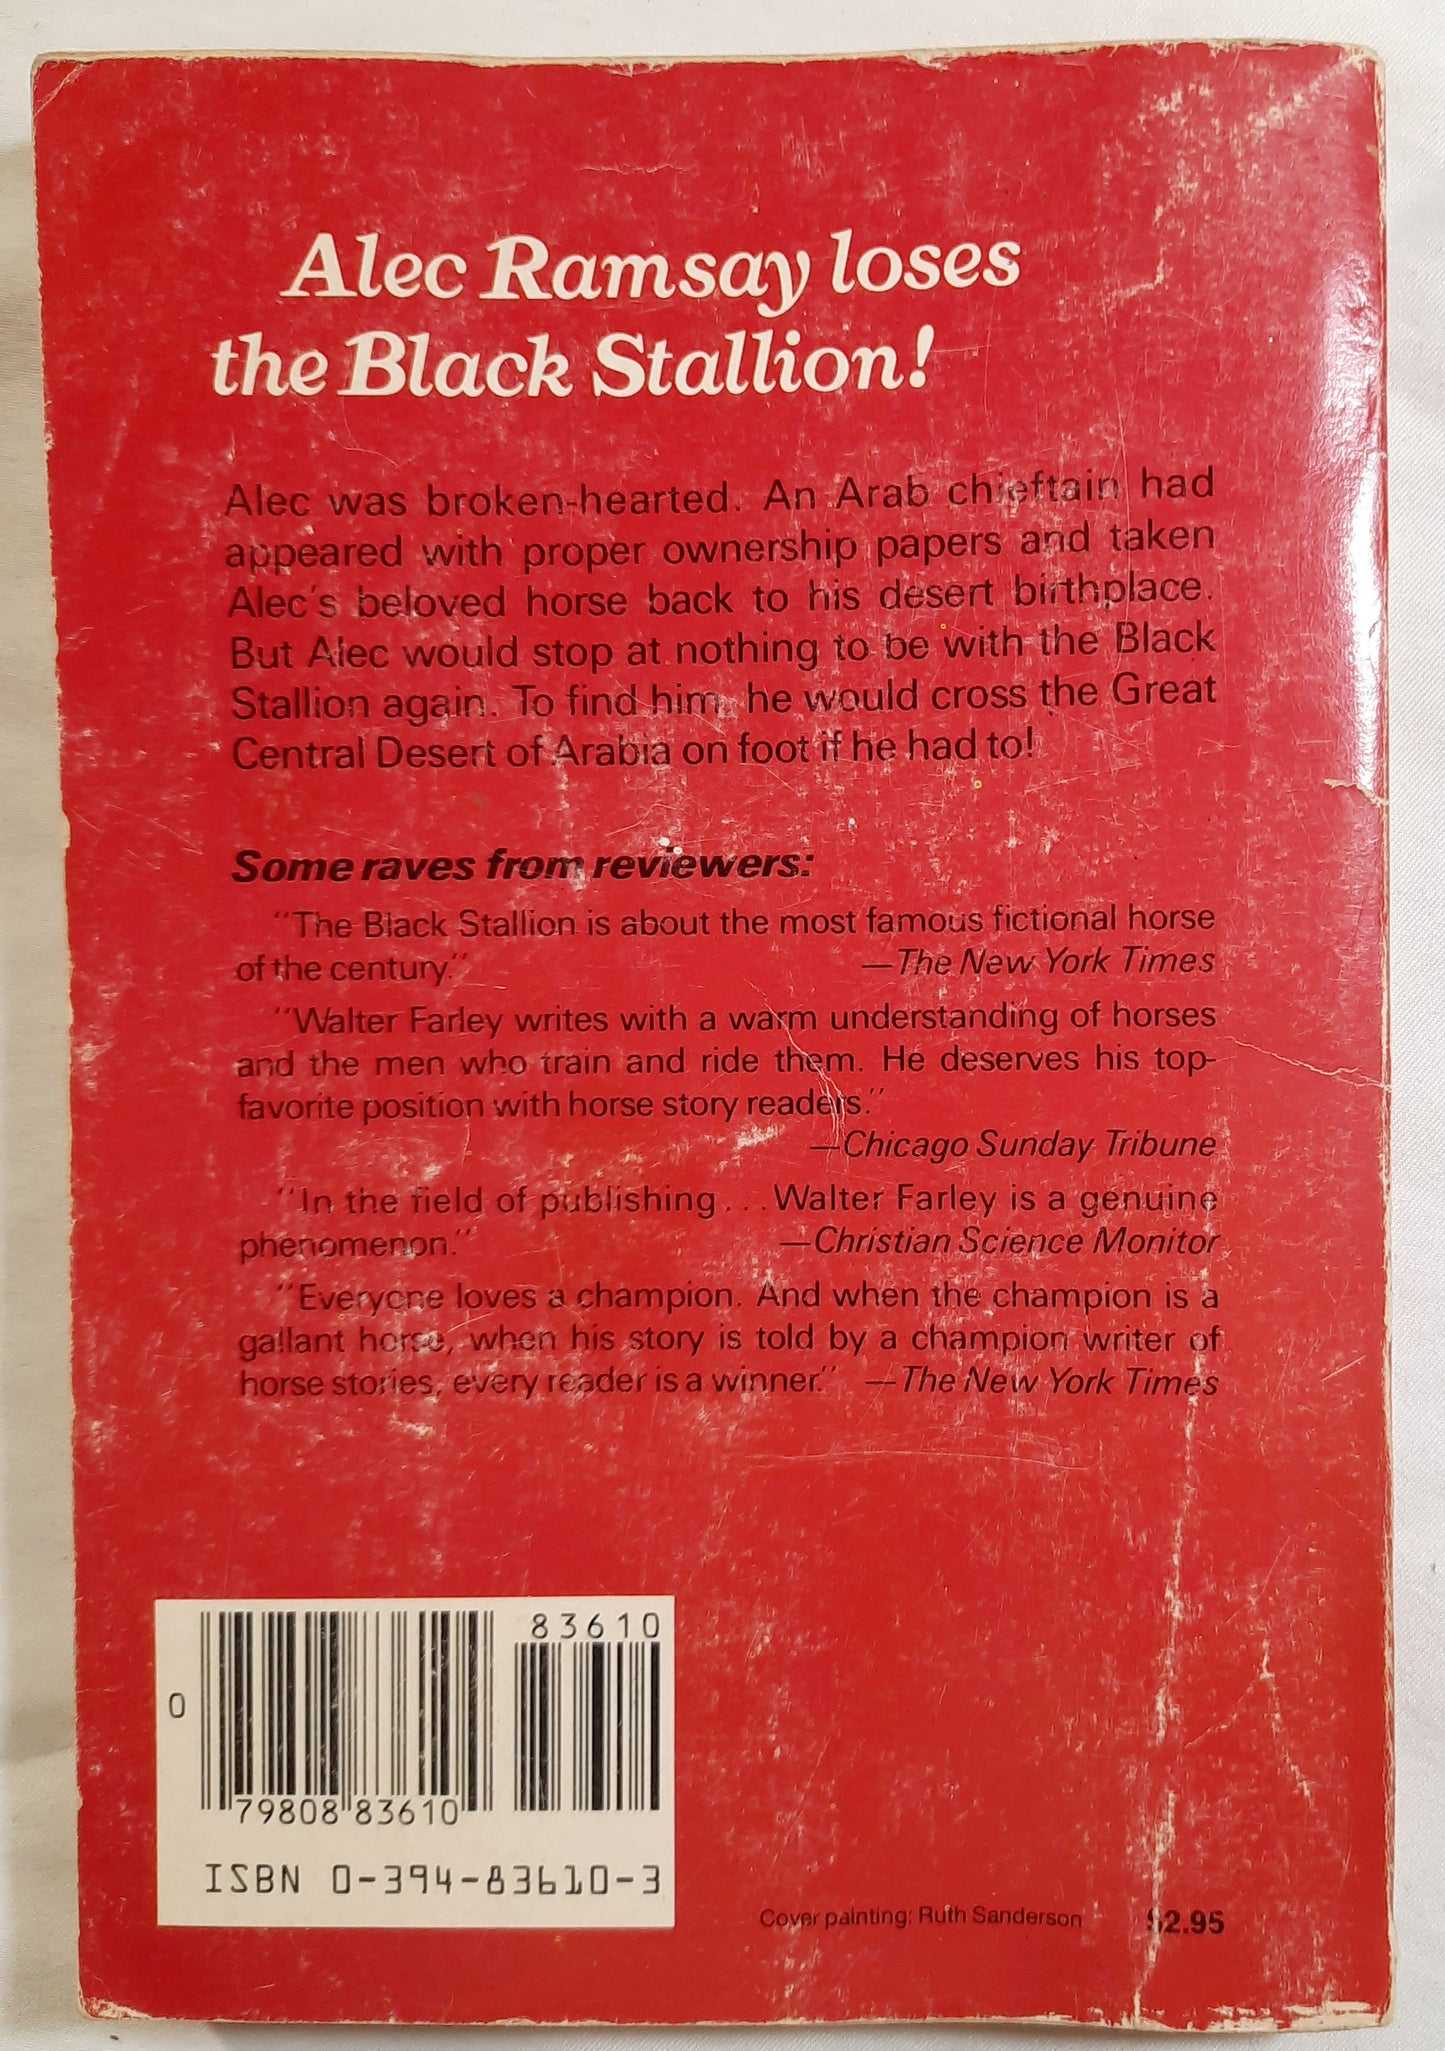 Alec Ramsay loses
the Black Stallion!
Alec was broken-hearted. An Arab chieftain had
appeared with proper ownership papers and taken
Alec's beloved horse back to his desert birthplace.
But Alec would stop at nothing to be with the Black
Stallion again. To find him, he would cross the Great
Central Desert of Arabia on foot if he had to!
Some raves from reviewers:
"The Black Stallion is about the most famous fictional horse
of the century." —The New York Times
"Walter Farley writes with a warm understanding of horses
and the men who train and ride them. He deserves his top-
favorite position with horse story readers."
—Chicago Sunday Tribune
"In the field of publishing...Walter Farley is a genuine
phenomenon." —Christian Science Monitor
"Everyone loves a champion. And when the champion is a
gallant horse, when his story is told by a champion writer of
horse stories, every reader is a winner." —The New York Times
83610
0
79808 83610
ISBN 0-394-83610-3
Cover painting: Ruth Sanderson $2.95